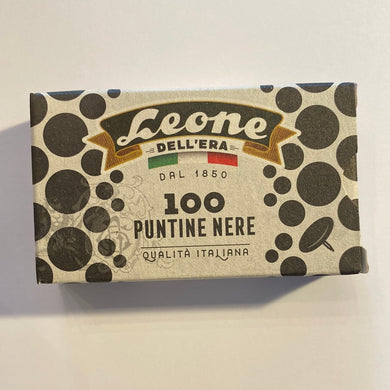 Leone
DELL'ERA
DAL 1850
100
PUNTINE NERE
QUALITÀ ITALIANA